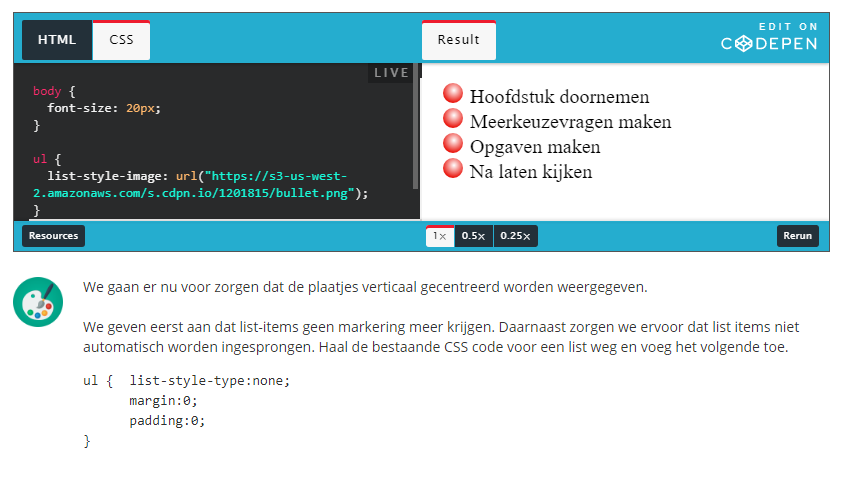 HTML CSS Result EDIT ON
CODEPEN
LIVE
body {
font-size: 20px;
}
ul {
list-style-image: url("https://s3-us-west-
2.amazonaws.com/s.cdpn.io/1201815/bullet.png");
}
Hoofdstuk doornemen
Meerkeuzevragen maken
Opgaven maken
Na laten kijken
Resources 1x 0.5x 0.25x Rerun
We gaan er nu voor zorgen dat de plaatjes verticaal gecentreerd worden weergegeven.
We geven eerst aan dat list-items geen markering meer krijgen. Daarnaast zorgen we ervoor dat list items niet
automatisch worden ingesprongen. Haal de bestaande CSS code voor een list weg en voeg het volgende toe.
ul { list-style-type:none;
margin:0;
padding:0;
}